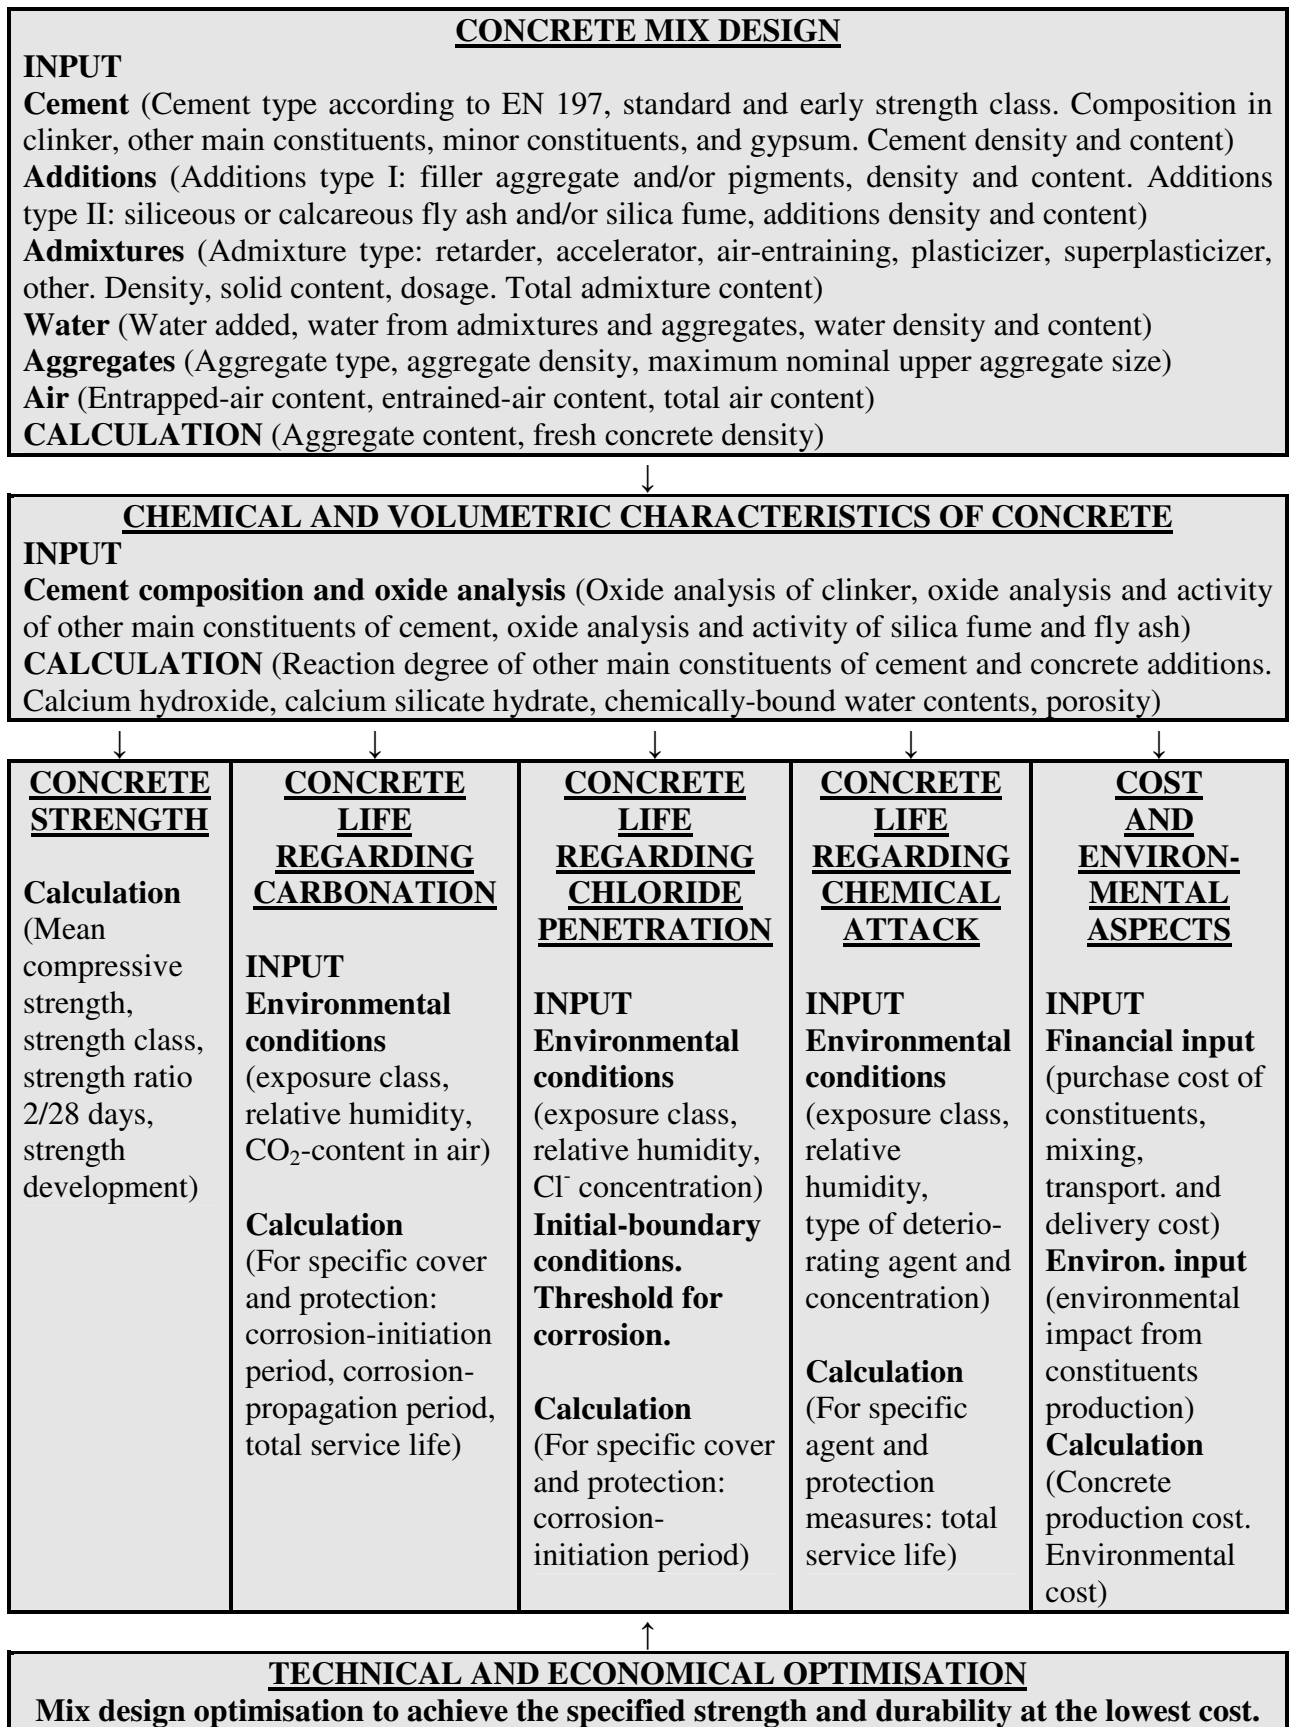 CONCRETE MIX DESIGN
INPUT
Cement (Cement type according to EN 197, standard and early strength class. Composition in
clinker, other main constituents, minor constituents, and gypsum. Cement density and content)
Additions (Additions type I: filler aggregate and/or pigments, density and content. Additions
type II: siliceous or calcareous fly ash and/or silica fume, additions density and content)
Admixtures (Admixture type: retarder, accelerator, air-entraining, plasticizer, superplasticizer,
other. Density, solid content, dosage. Total admixture content)
Water (Water added, water from admixtures and aggregates, water density and content)
Aggregates (Aggregate type, aggregate density, maximum nominal upper aggregate size)
Air (Entrapped-air content, entrained-air content, total air content)
CALCULATION (Aggregate content, fresh concrete density)
↓
CHEMICAL AND VOLUMETRIC CHARACTERISTICS OF CONCRETE
INPUT
Cement composition and oxide analysis (Oxide analysis of clinker, oxide analysis and activity
of other main constituents of cement, oxide analysis and activity of silica fume and fly ash)
CALCULATION (Reaction degree of other main constituents of cement and concrete additions.
Calcium hydroxide, calcium silicate hydrate, chemically-bound water contents, porosity)
↓ ↓ ↓ ↓ ↓
CONCRETE
STRENGTH
Calculation
(Mean
compressive
strength,
strength class,
strength ratio
2/28 days,
strength
development)
CONCRETE
LIFE
REGARDING
CARBONATION
INPUT
Environmental
conditions
(exposure class,
relative humidity,
CO₂-content in air)
Calculation
(For specific cover
and protection:
corrosion-initiation
period, corrosion-
propagation period,
total service life)
CONCRETE
LIFE
REGARDING
CHLORIDE
PENETRATION
INPUT
Environmental
conditions
(exposure class,
relative humidity,
Cl⁻ concentration)
Initial-boundary
conditions.
Threshold for
corrosion.
Calculation
(For specific cover
and protection:
corrosion-
initiation period)
CONCRETE
LIFE
REGARDING
CHEMICAL
ATTACK
INPUT
Environmental
conditions
(exposure class,
relative
humidity,
type of deterio-
rating agent and
concentration)
Calculation
(For specific
agent and
protection
measures: total
service life)
COST
AND
ENVIRON-
MENTAL
ASPECTS
INPUT
Financial input
(purchase cost of
constituents,
mixing,
transport. and
delivery cost)
Environ. input
(environmental
impact from
constituents
production)
Calculation
(Concrete
production cost.
Environmental
cost)
↑
TECHNICAL AND ECONOMICAL OPTIMISATION
Mix design optimisation to achieve the specified strength and durability at the lowest cost.